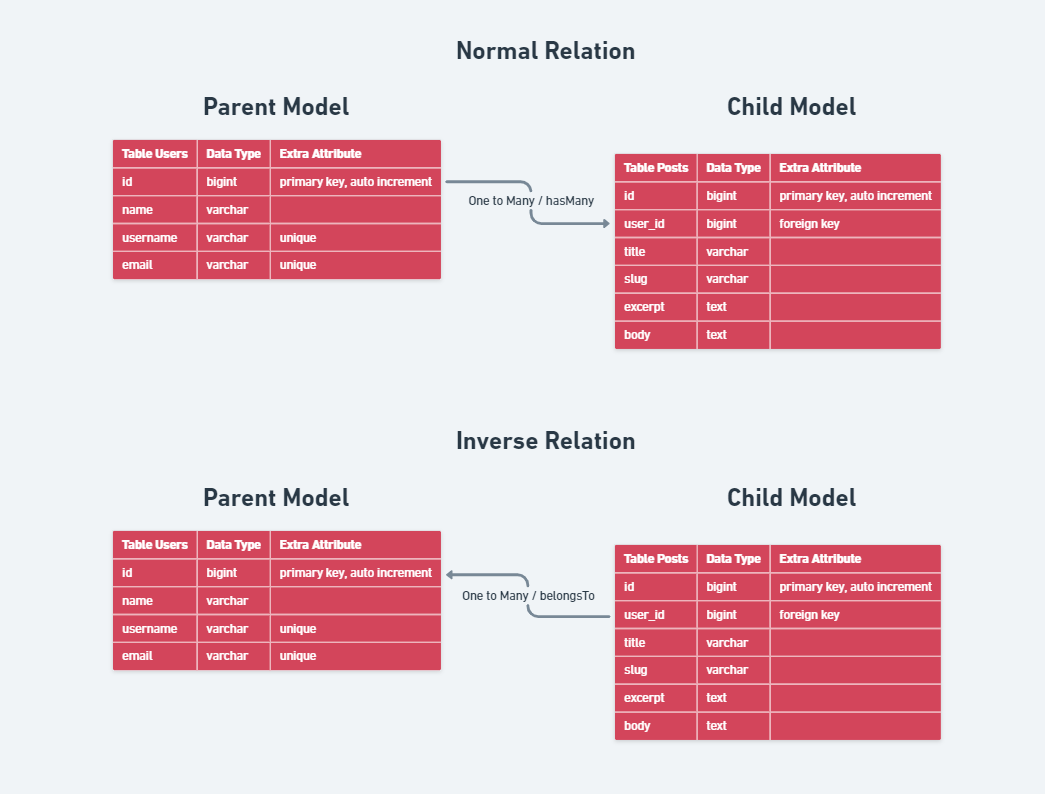 Normal Relation
Parent Model
Child Model
Table Users Data Type Extra Attribute
id bigint primary key, auto increment
name varchar
username varchar unique
email varchar unique
One to Many / hasMany
Table Posts Data Type Extra Attribute
id bigint primary key, auto increment
user_id bigint foreign key
title varchar
slug varchar
excerpt text
body text
Inverse Relation
Parent Model
Child Model
Table Users Data Type Extra Attribute
id bigint primary key, auto increment
name varchar
username varchar unique
email varchar unique
One to Many / belongsTo
Table Posts Data Type Extra Attribute
id bigint primary key, auto increment
user_id bigint foreign key
title varchar
slug varchar
excerpt text
body text